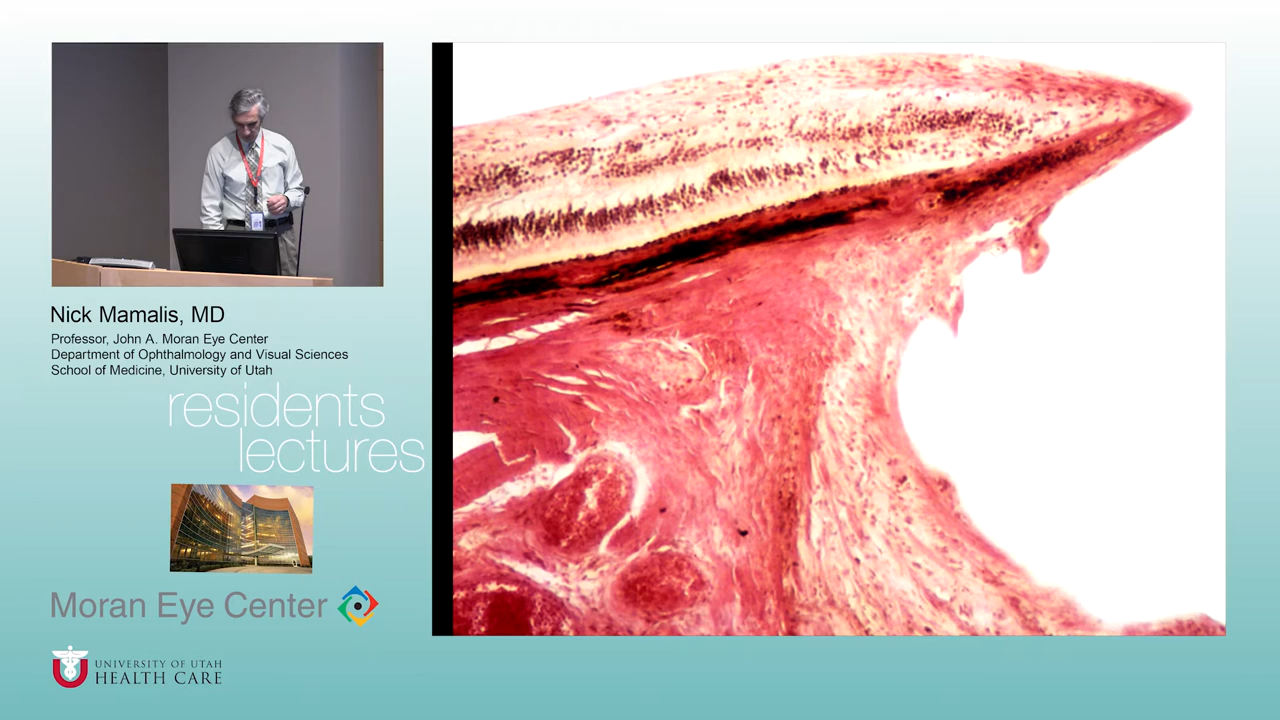 Nick Mamalis, MD
Professor, John A. Moran Eye Center
Department of Ophthalmology and Visual Sciences
School of Medicine, University of Utah
residents
lectures
Moran Eye Center
UNIVERSITY OF UTAH
HEALTH CARE